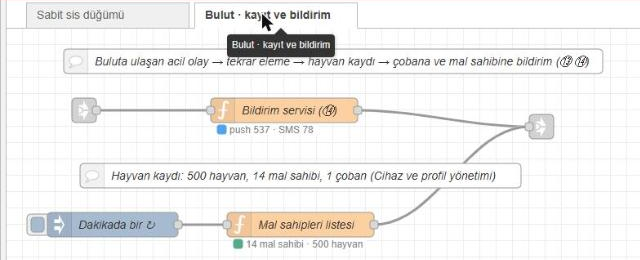 Sabit sis düğümü
Bulut · kayıt ve bildirim
Bulut · kayıt ve bildirim
Buluta ulaşan acil olay → tekrar eleme → hayvan kaydı → çobana ve mal sahibine bildirim (⑬ ⑭)
Bildirim servisi (⑭)
push 537 · SMS 78
Hayvan kaydı: 500 hayvan, 14 mal sahibi, 1 çoban (Cihaz ve profil yönetimi)
Dakikada bir ↻
Mal sahipleri listesi
14 mal sahibi · 500 hayvan